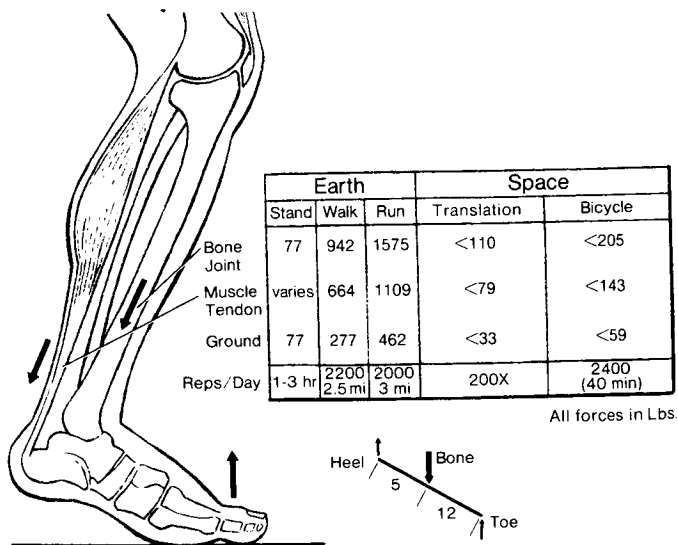 Earth Space
Stand Walk Run Translation Bicycle
Bone
Joint 77 942 1575 <110 <205
Muscle
Tendon varies 664 1109 <79 <143
Ground 77 277 462 <33 <59
Reps/Day 1-3 hr 2200 2000 200X 2400
2.5 mi 3 mi (40 min)
All forces in Lbs.
Heel Bone
5
12
Toe